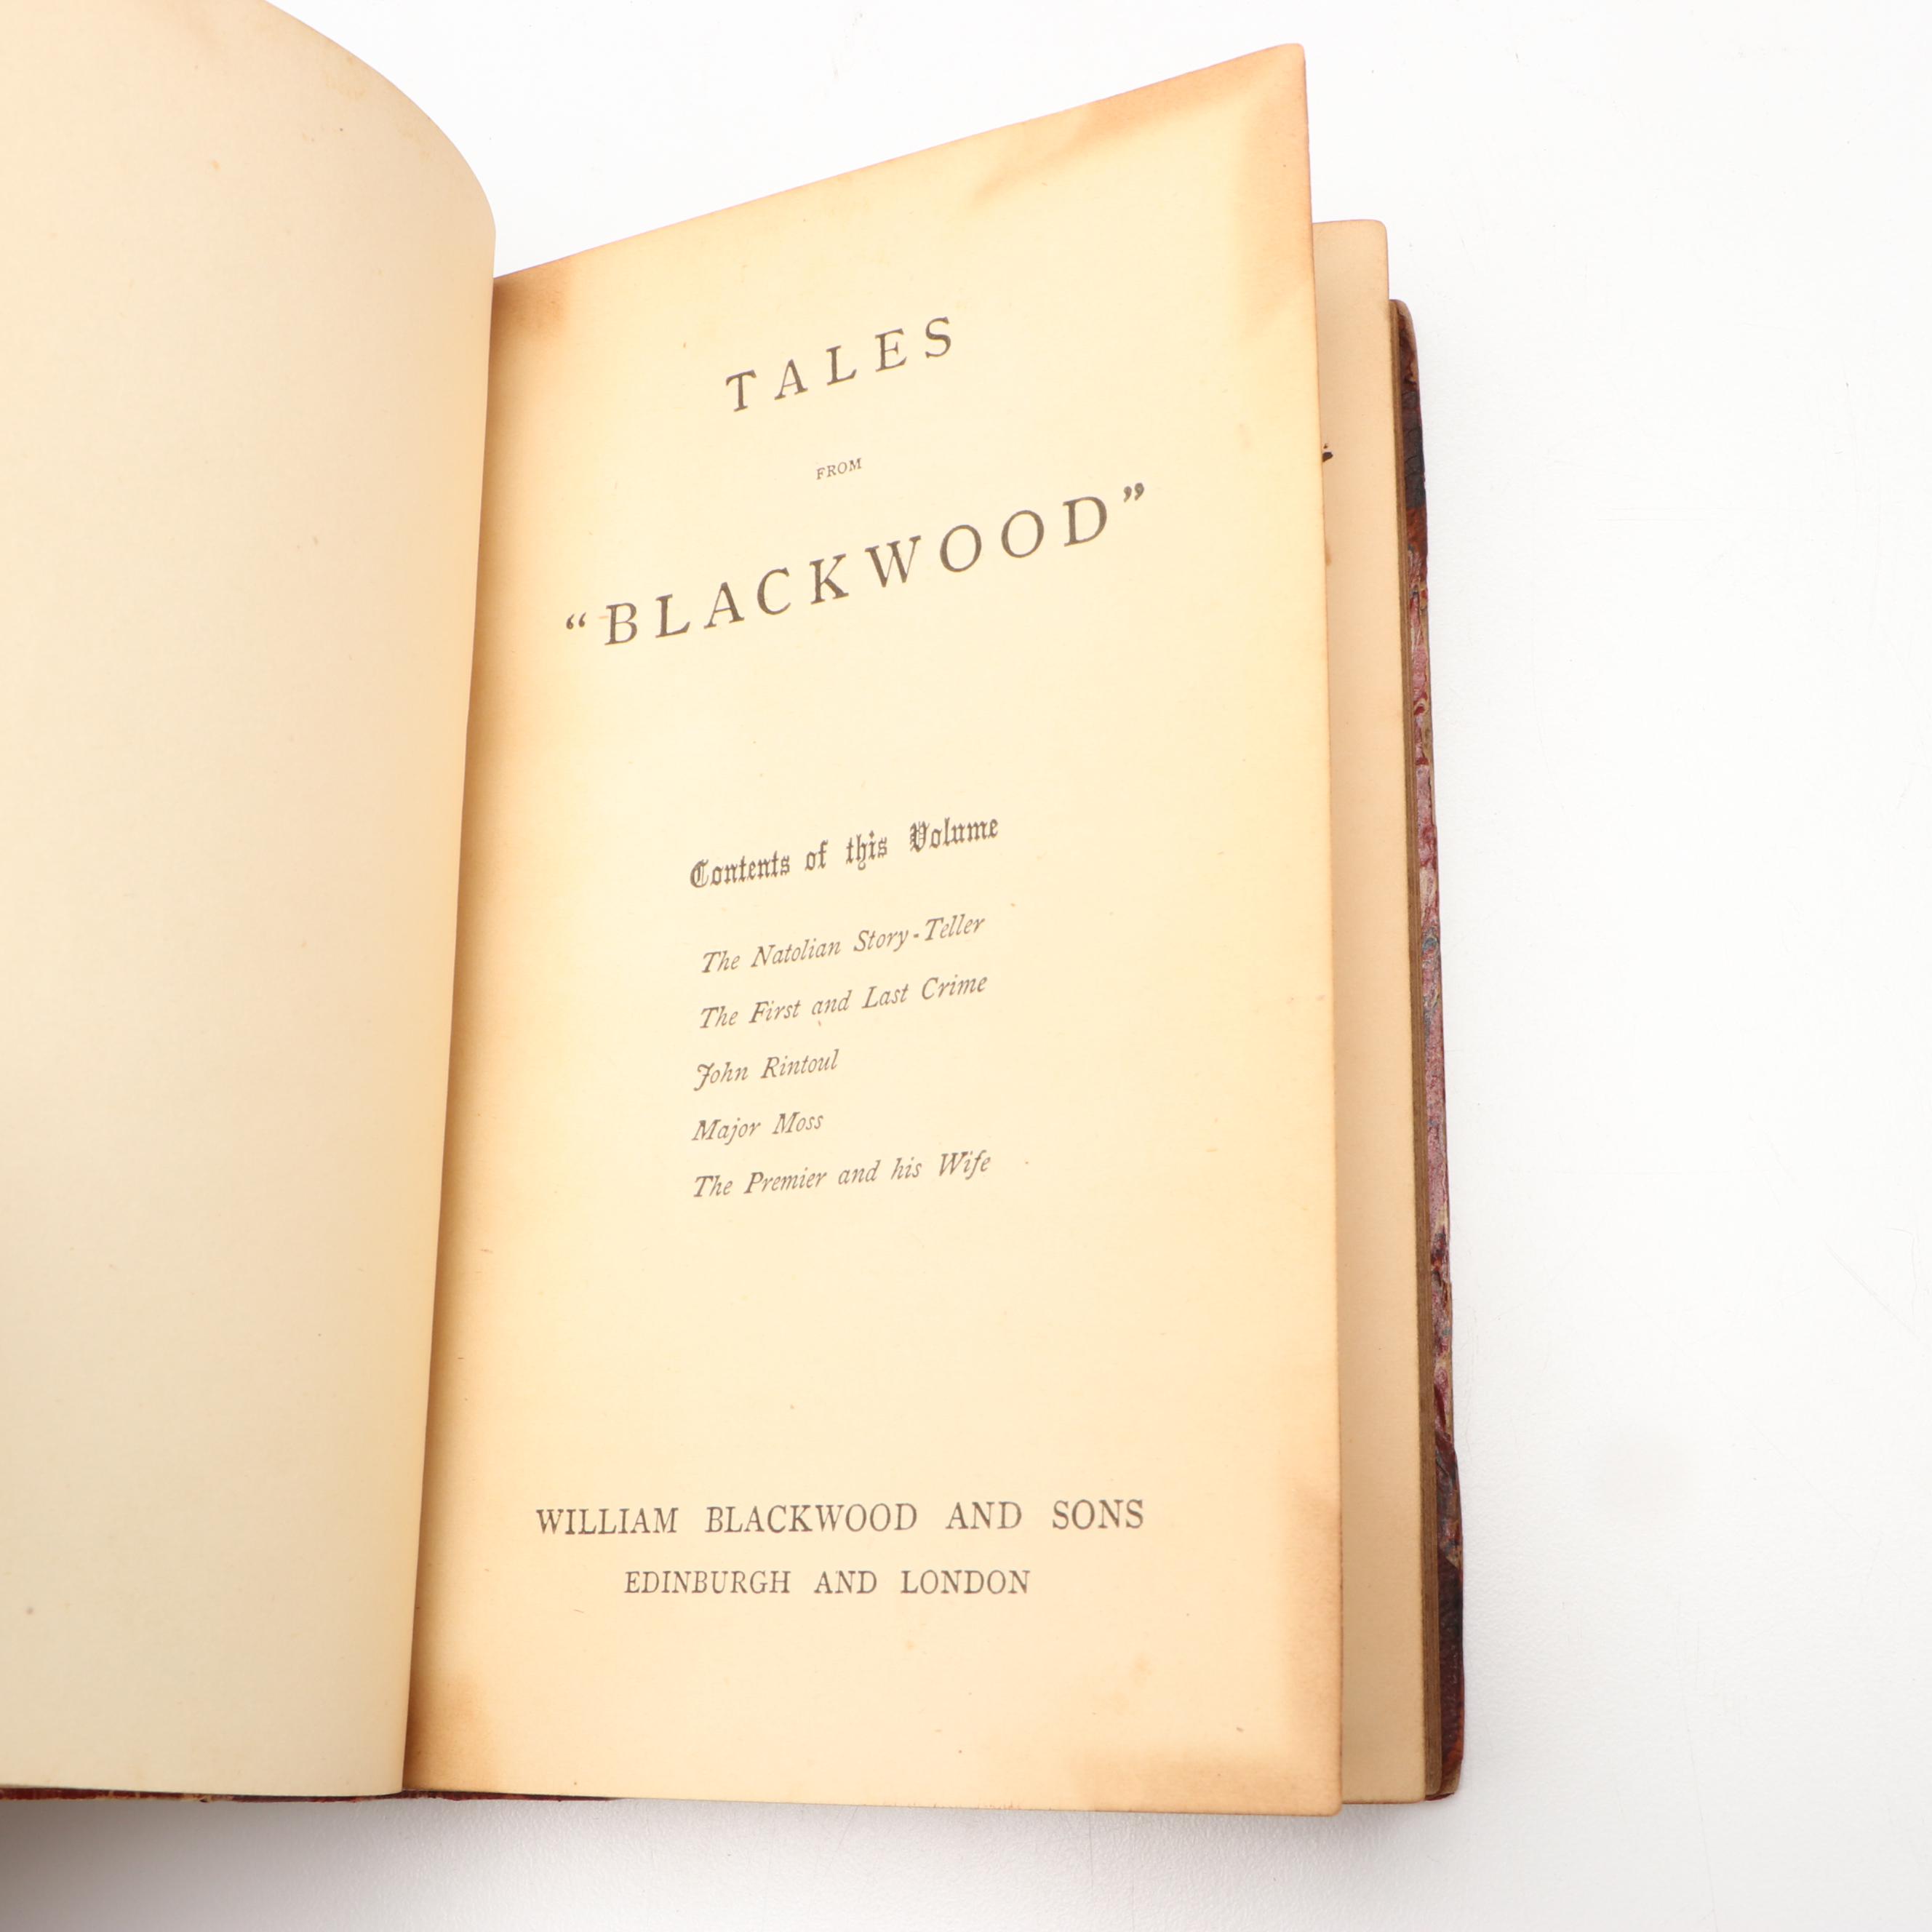 TALES
FROM
“BLACKWOOD”
Contents of this Volume
The Natolian Story-Teller
The First and Last Crime
John Rintoul
Major Moss
The Premier and his Wife
WILLIAM BLACKWOOD AND SONS
EDINBURGH AND LONDON